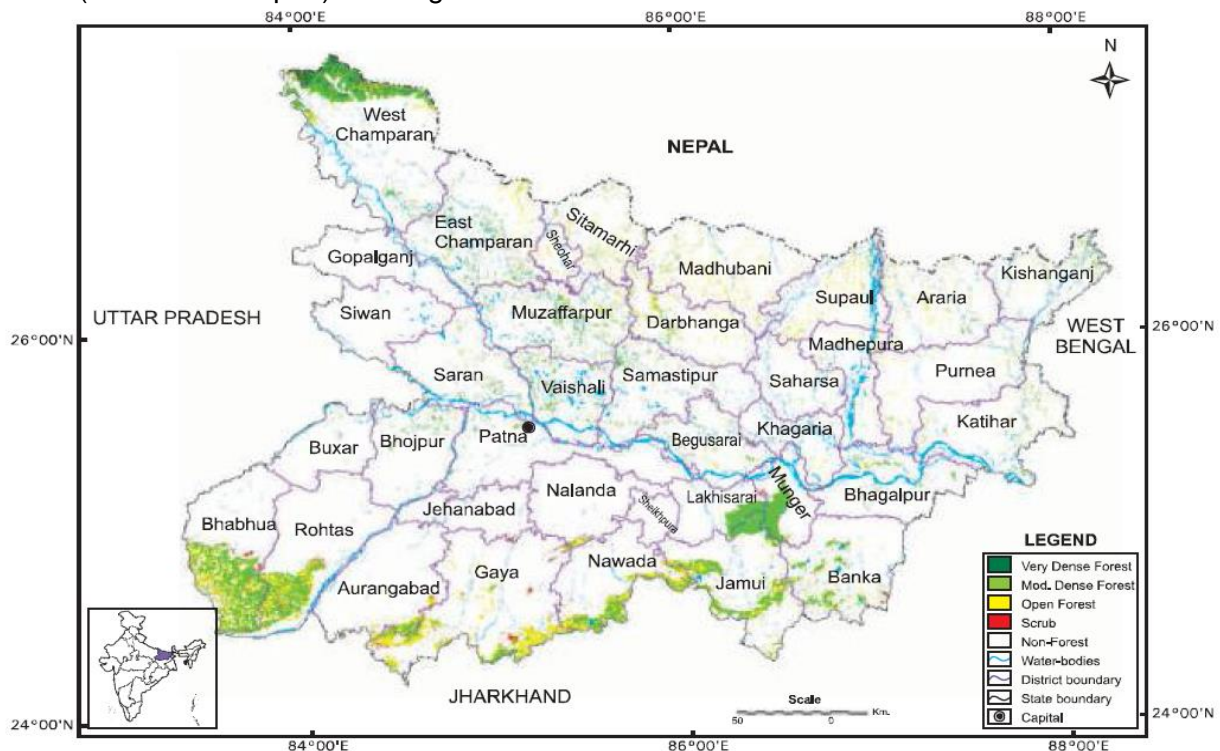 84°00'E 86°00'E 88°00'E
N
West
Champaran
NEPAL
East
Champaran
Sheohar
Sitamarhi
Gopalganj
Madhubani
Kishanganj
Supaul
Araria
Siwan
Muzaffarpur
Darbhanga
UTTAR PRADESH
26°00'N
WEST
BENGAL
26°00'N
Madhepura
Saran
Vaishali
Samastipur
Saharsa
Purnea
Katihar
Buxar
Bhojpur
Patna
Begusarai
Khagaria
Munger
Bhabhua
Rohtas
Jehanabad
Nalanda
Sheikhpura
Lakhisarai
Bhagalpur
Aurangabad
Gaya
Nawada
Jamui
Banka
LEGEND
Very Dense Forest
Mod. Dense Forest
Open Forest
Scrub
Non-Forest
Water-bodies
District boundary
State boundary
Capital
JHARKHAND
Scale
50 0 Km.
24°00'N 24°00'N
84°00'E 86°00'E 88°00'E